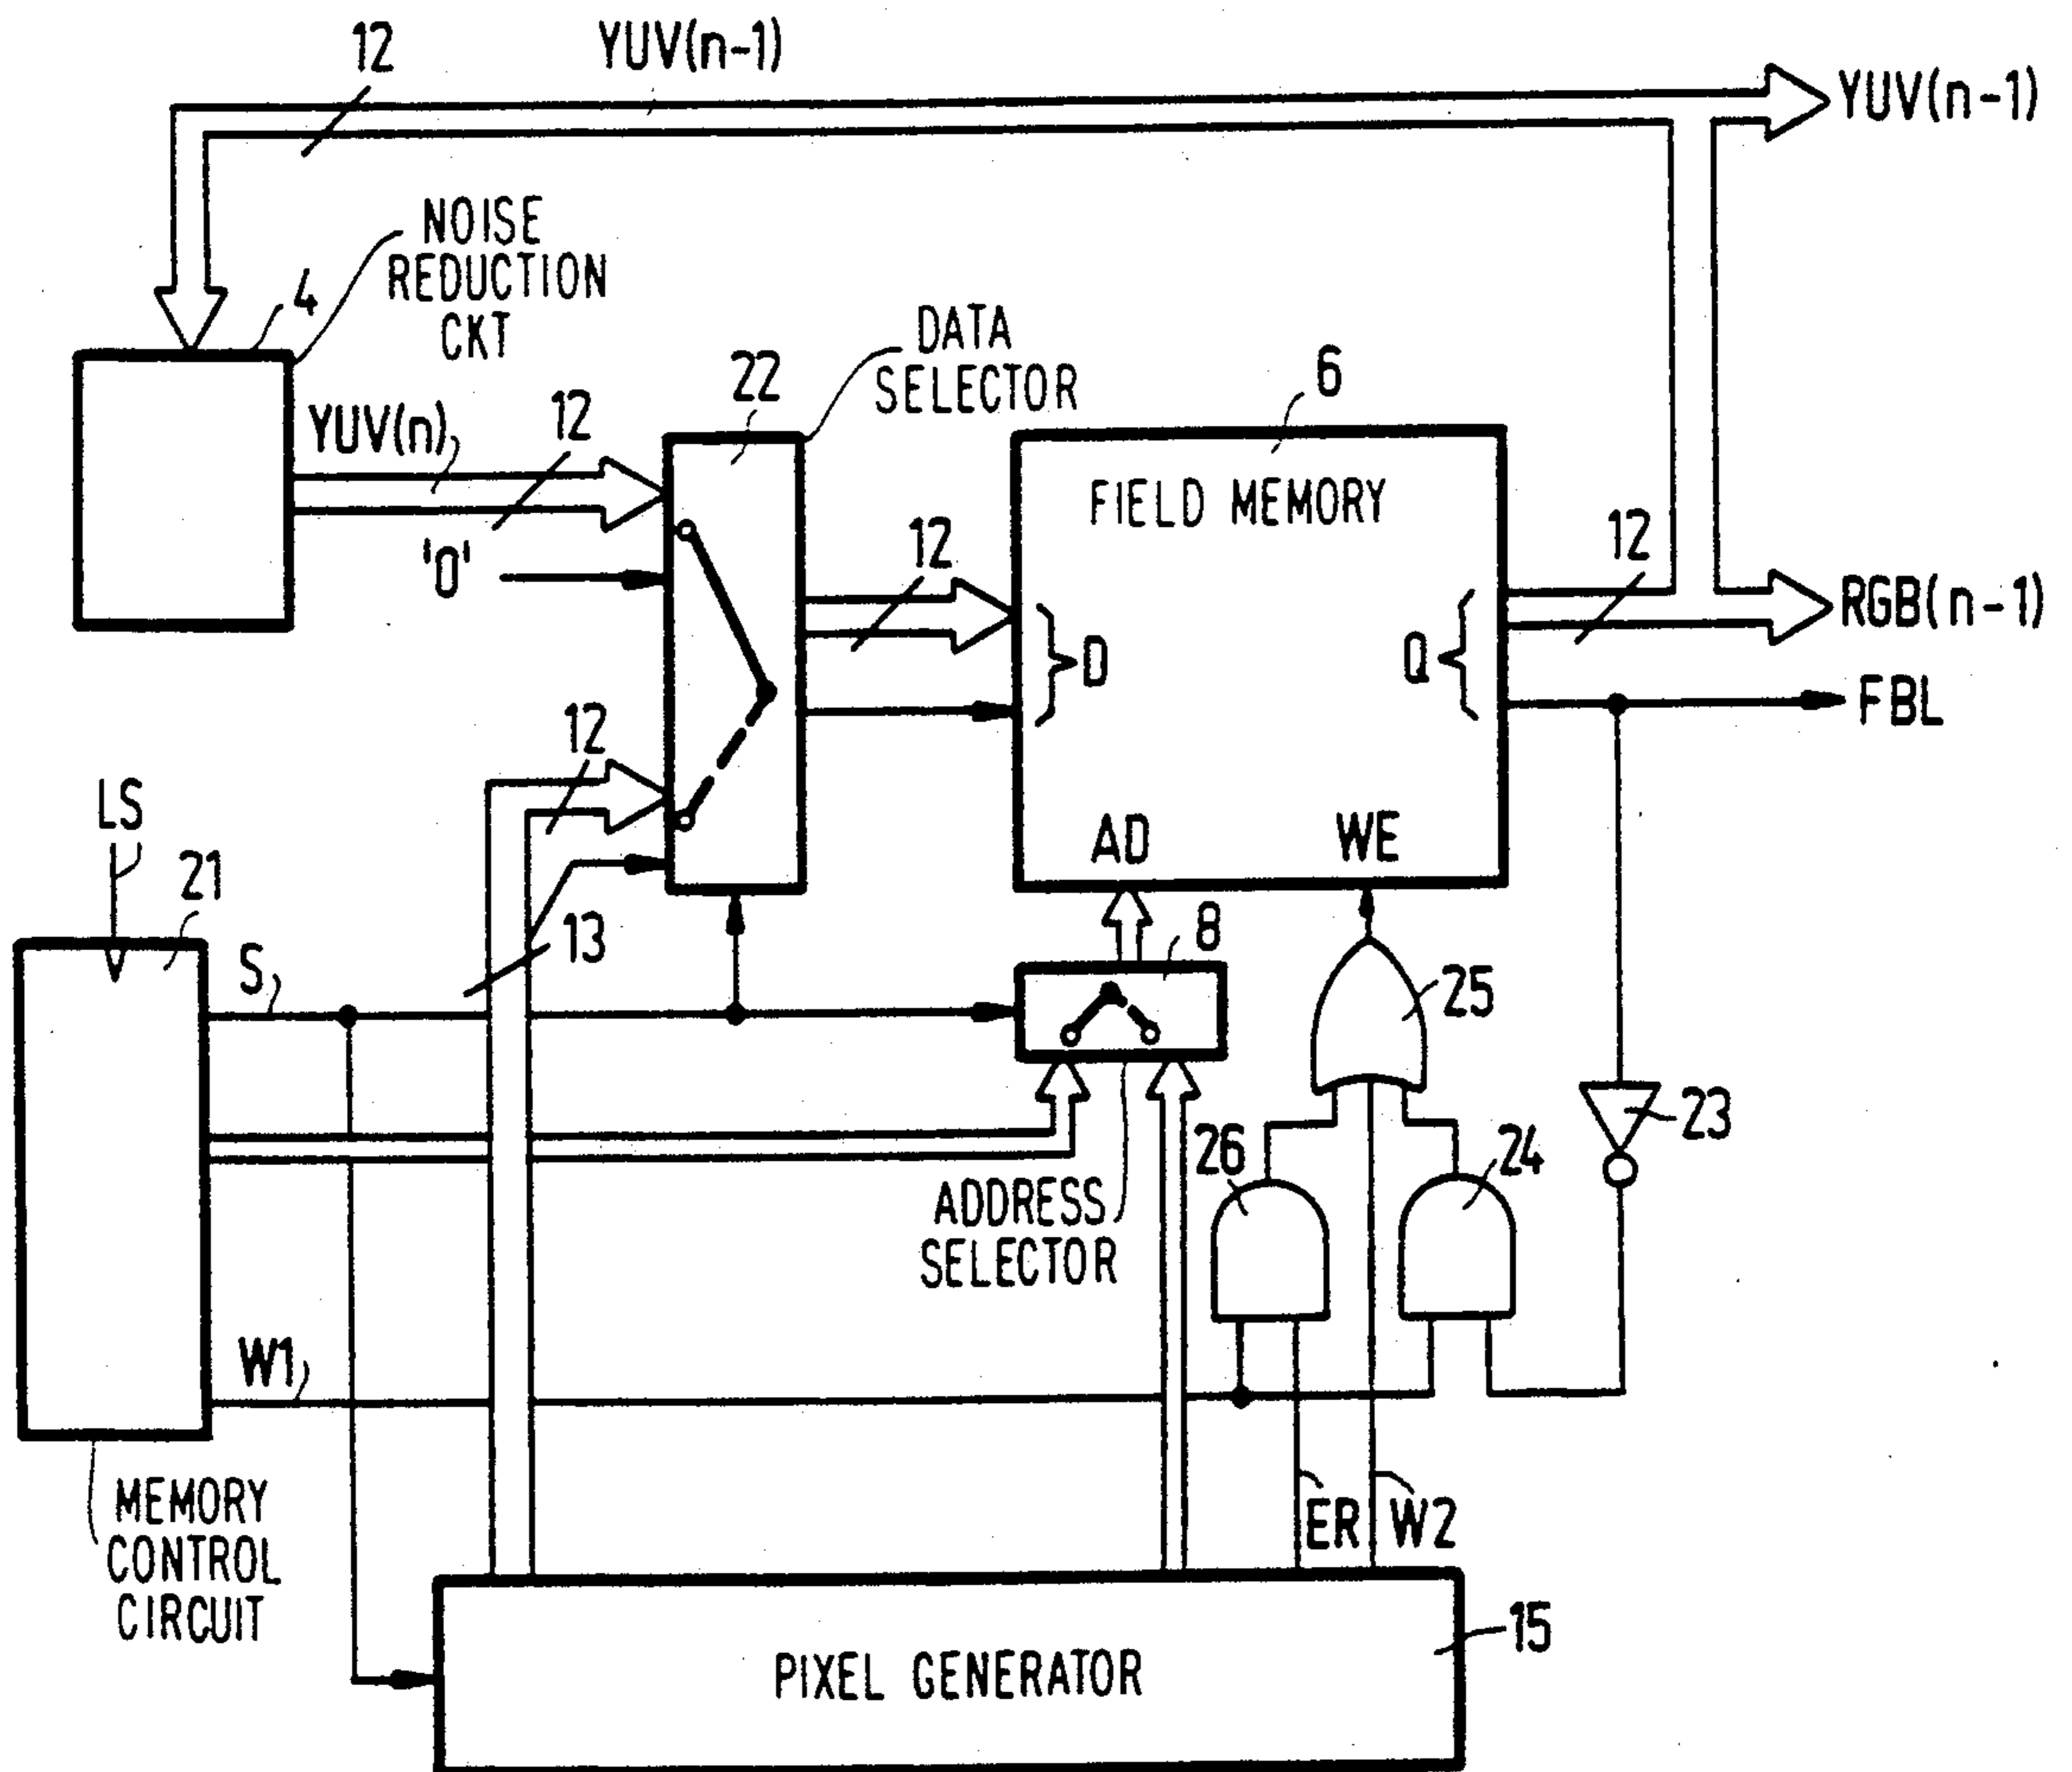 12
YUV(n-1)
YUV(n-1)
NOISE
REDUCTION
CKT
4
DATA
SELECTOR
22
6
YUV(n)
12
FIELD MEMORY
'0'
12
12
D
Q
RGB(n-1)
FBL
12
LS
AD
WE
21
13
8
S
25
23
26
24
ADDRESS
SELECTOR
W1
MEMORY
CONTROL
CIRCUIT
ER
W2
15
PIXEL GENERATOR